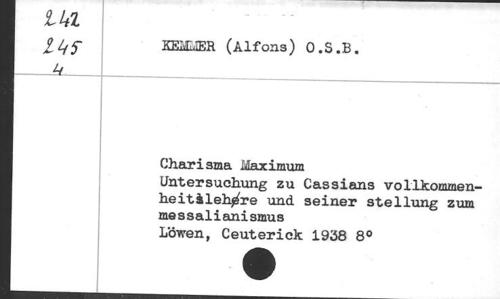 242
245
4
KEMMER (Alfons) O.S.B.
Charisma Maximum
Untersuchung zu Cassians vollkommen-
heitslehre und seiner stellung zum
messalianismus
Löwen, Ceuterick 1938 8°